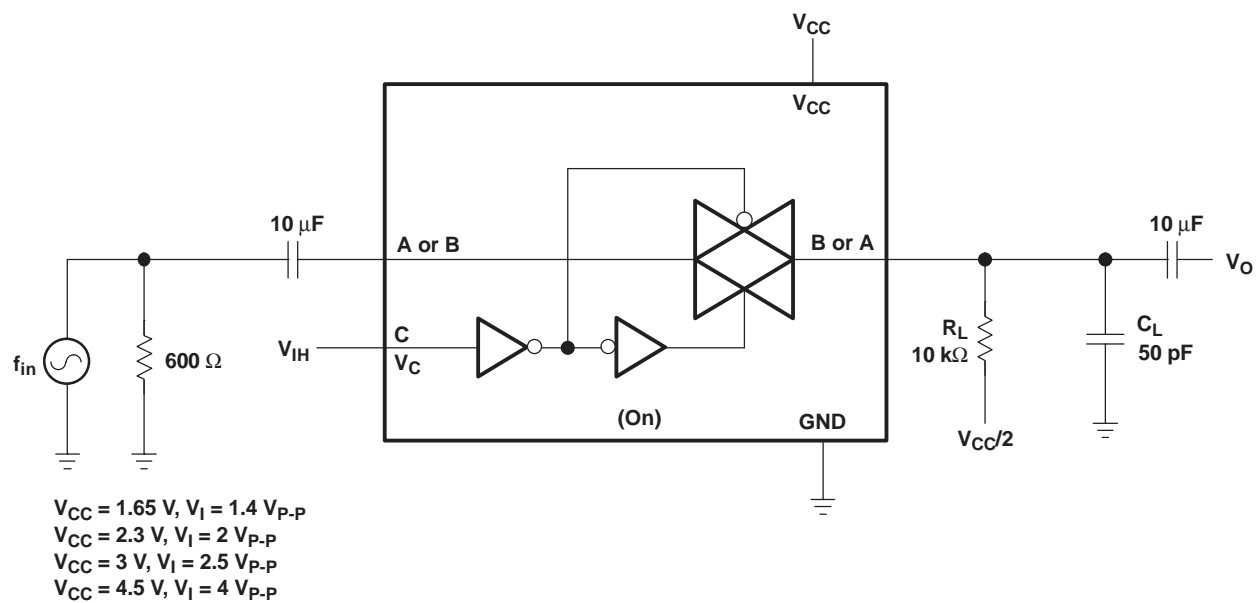 VCC
VCC
10 μF
A or B
B or A
10 μF
VO
fin
600 Ω
VIH
C
VC
RL
10 kΩ
CL
50 pF
(On)
GND
VCC/2
VCC = 1.65 V, VI = 1.4 VP-P
VCC = 2.3 V, VI = 2 VP-P
VCC = 3 V, VI = 2.5 VP-P
VCC = 4.5 V, VI = 4 VP-P